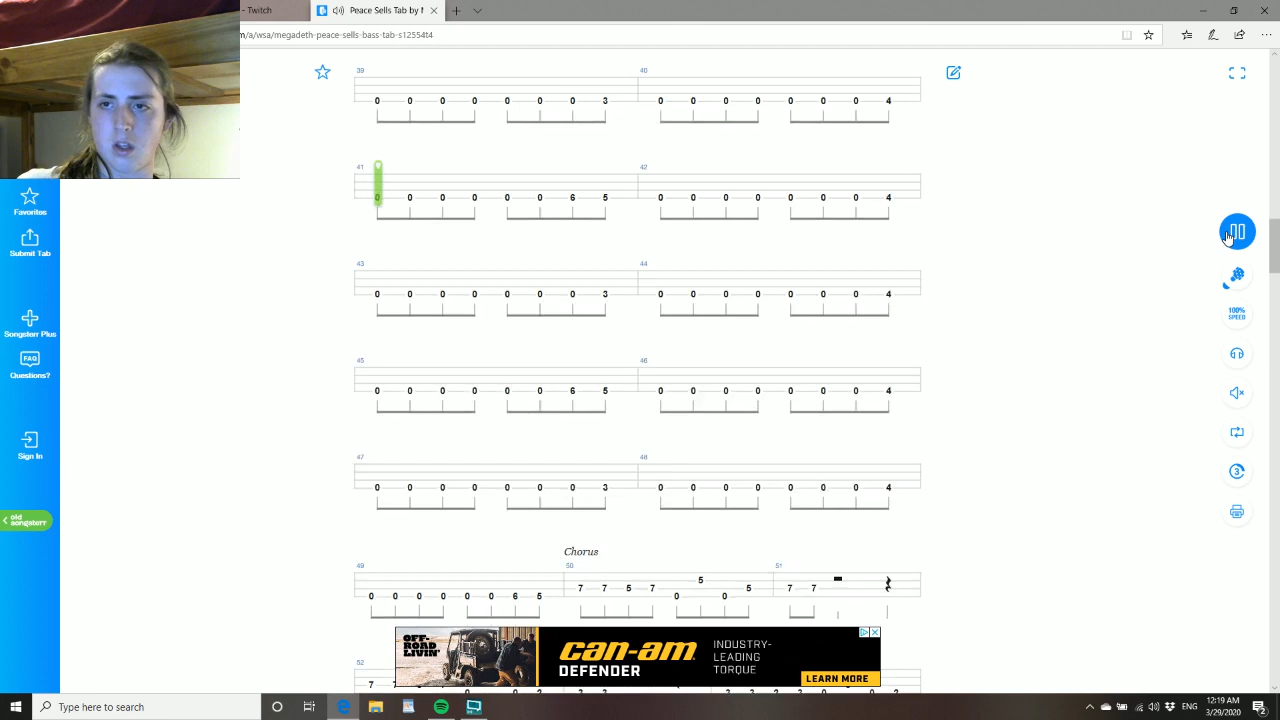 - Twitch
Peace Sells Tab by
m/a/wsa/megadeth-peace-sells-bass-tab-s12554t4
39 40
0 0 0 0 0 0 0 3 0 0 0 0 0 0 0 4
41 42
0 0 0 0 0 0 6 5 0 0 0 0 0 0 0 4
43 44
0 0 0 0 0 0 0 3 0 0 0 0 0 0 0 4
45 46
0 0 0 0 0 0 6 5 0 0 0 0 0 0 0 4
47 48
0 0 0 0 0 0 0 3 0 0 0 0 0 0 0 4
Chorus
49 50 51
5
7 7 5 7 5 7 7
0 0 0 0 0 0 6 5 0 0
52
7
Favorites
Submit Tab
Songsterr Plus
FAQ
Questions?
Sign In
old
songsterr
100%
SPEED
3
OFF-
ROAD
LIVIN'
can-am
DEFENDER
INDUSTRY-
LEADING
TORQUE
LEARN MORE
Type here to search
ENG
12:19 AM
3/29/2020
2